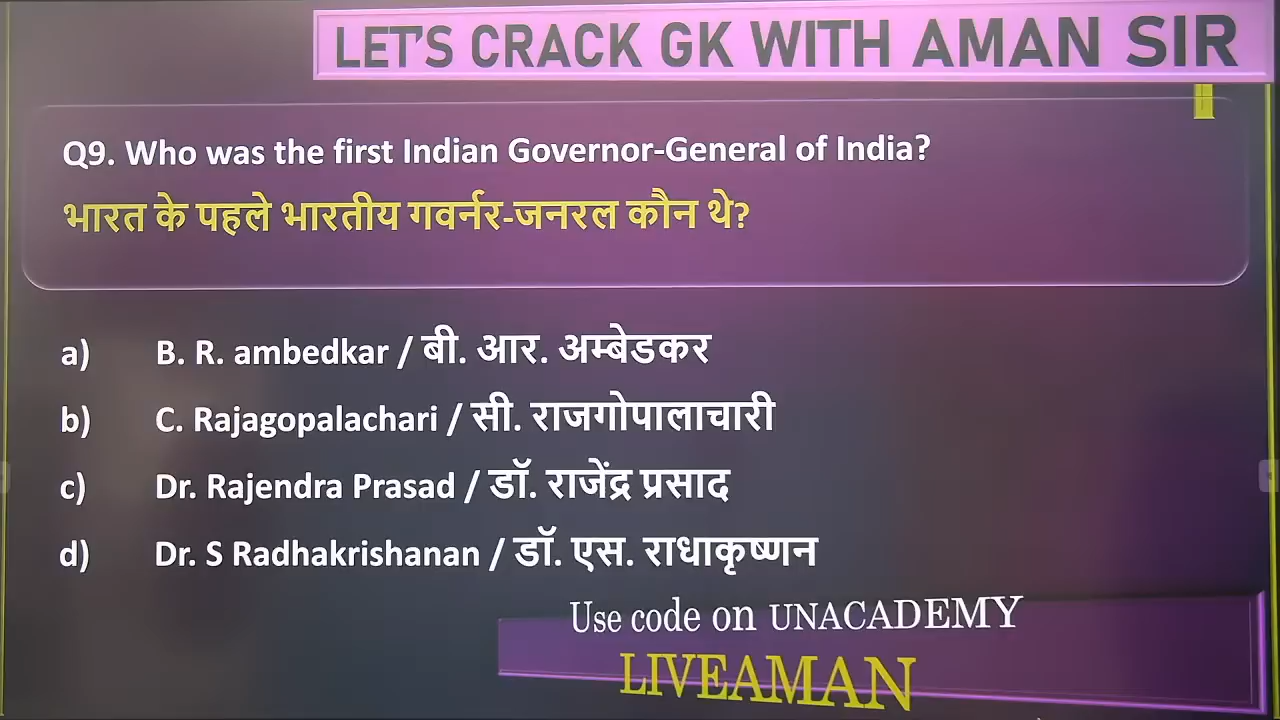 LET'S CRACK GK WITH AMAN SIR
Q9. Who was the first Indian Governor-General of India?
भारत के पहले भारतीय गवर्नर-जनरल कौन थे?
a) B. R. ambedkar / बी. आर. अम्बेडकर
b) C. Rajagopalachari / सी. राजगोपालाचारी
c) Dr. Rajendra Prasad / डॉ. राजेंद्र प्रसाद
d) Dr. S Radhakrishanan / डॉ. एस. राधाकृष्णन
Use code on UNACADEMY
LIVEAMAN